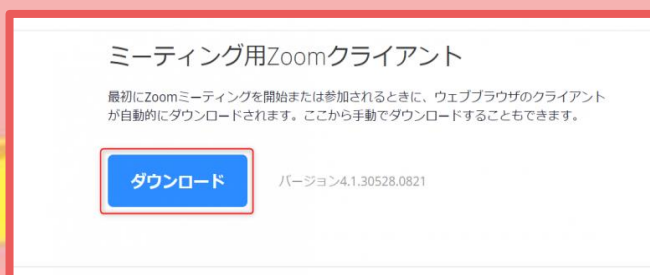 ミーティング用Zoomクライアント
最初にZoomミーティングを開始または参加されるときに、ウェブブラウザのクライアント
が自動的にダウンロードされます。ここから手動でダウンロードすることもできます。
ダウンロード バージョン4.1.30528.0821